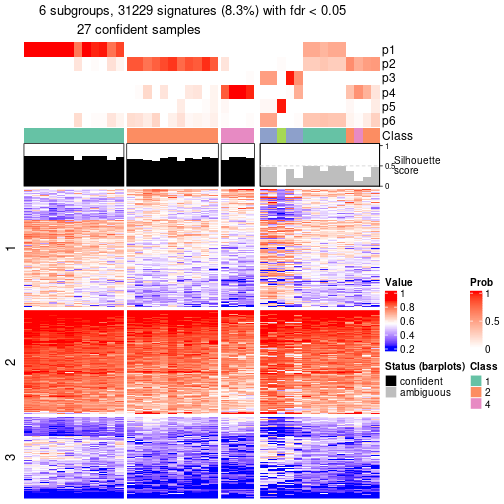 6 subgroups, 31229 signatures (8.3%) with fdr < 0.05
27 confident samples
p1
p2
p3
p4
p5
p6
Class
1
0.5
0
Silhouette
score
1
2
3
Value
1
0.8
0.6
0.4
0.2
Prob
1
0.5
0
Status (barplots)
confident
ambiguous
Class
1
2
4